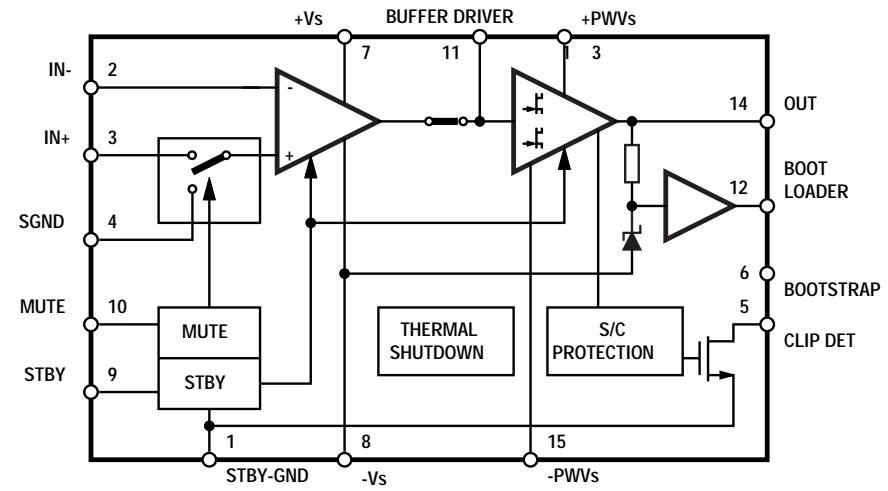 +Vs
BUFFER DRIVER
+PWVs
7
11
1 3
IN-
2
-
14
OUT
IN+
3
+
BOOT
LOADER
12
SGND
4
6
BOOTSTRAP
MUTE
10
MUTE
THERMAL
SHUTDOWN
S/C
PROTECTION
5
CLIP DET
STBY
9
STBY
1
8
15
STBY-GND
-Vs
-PWVs